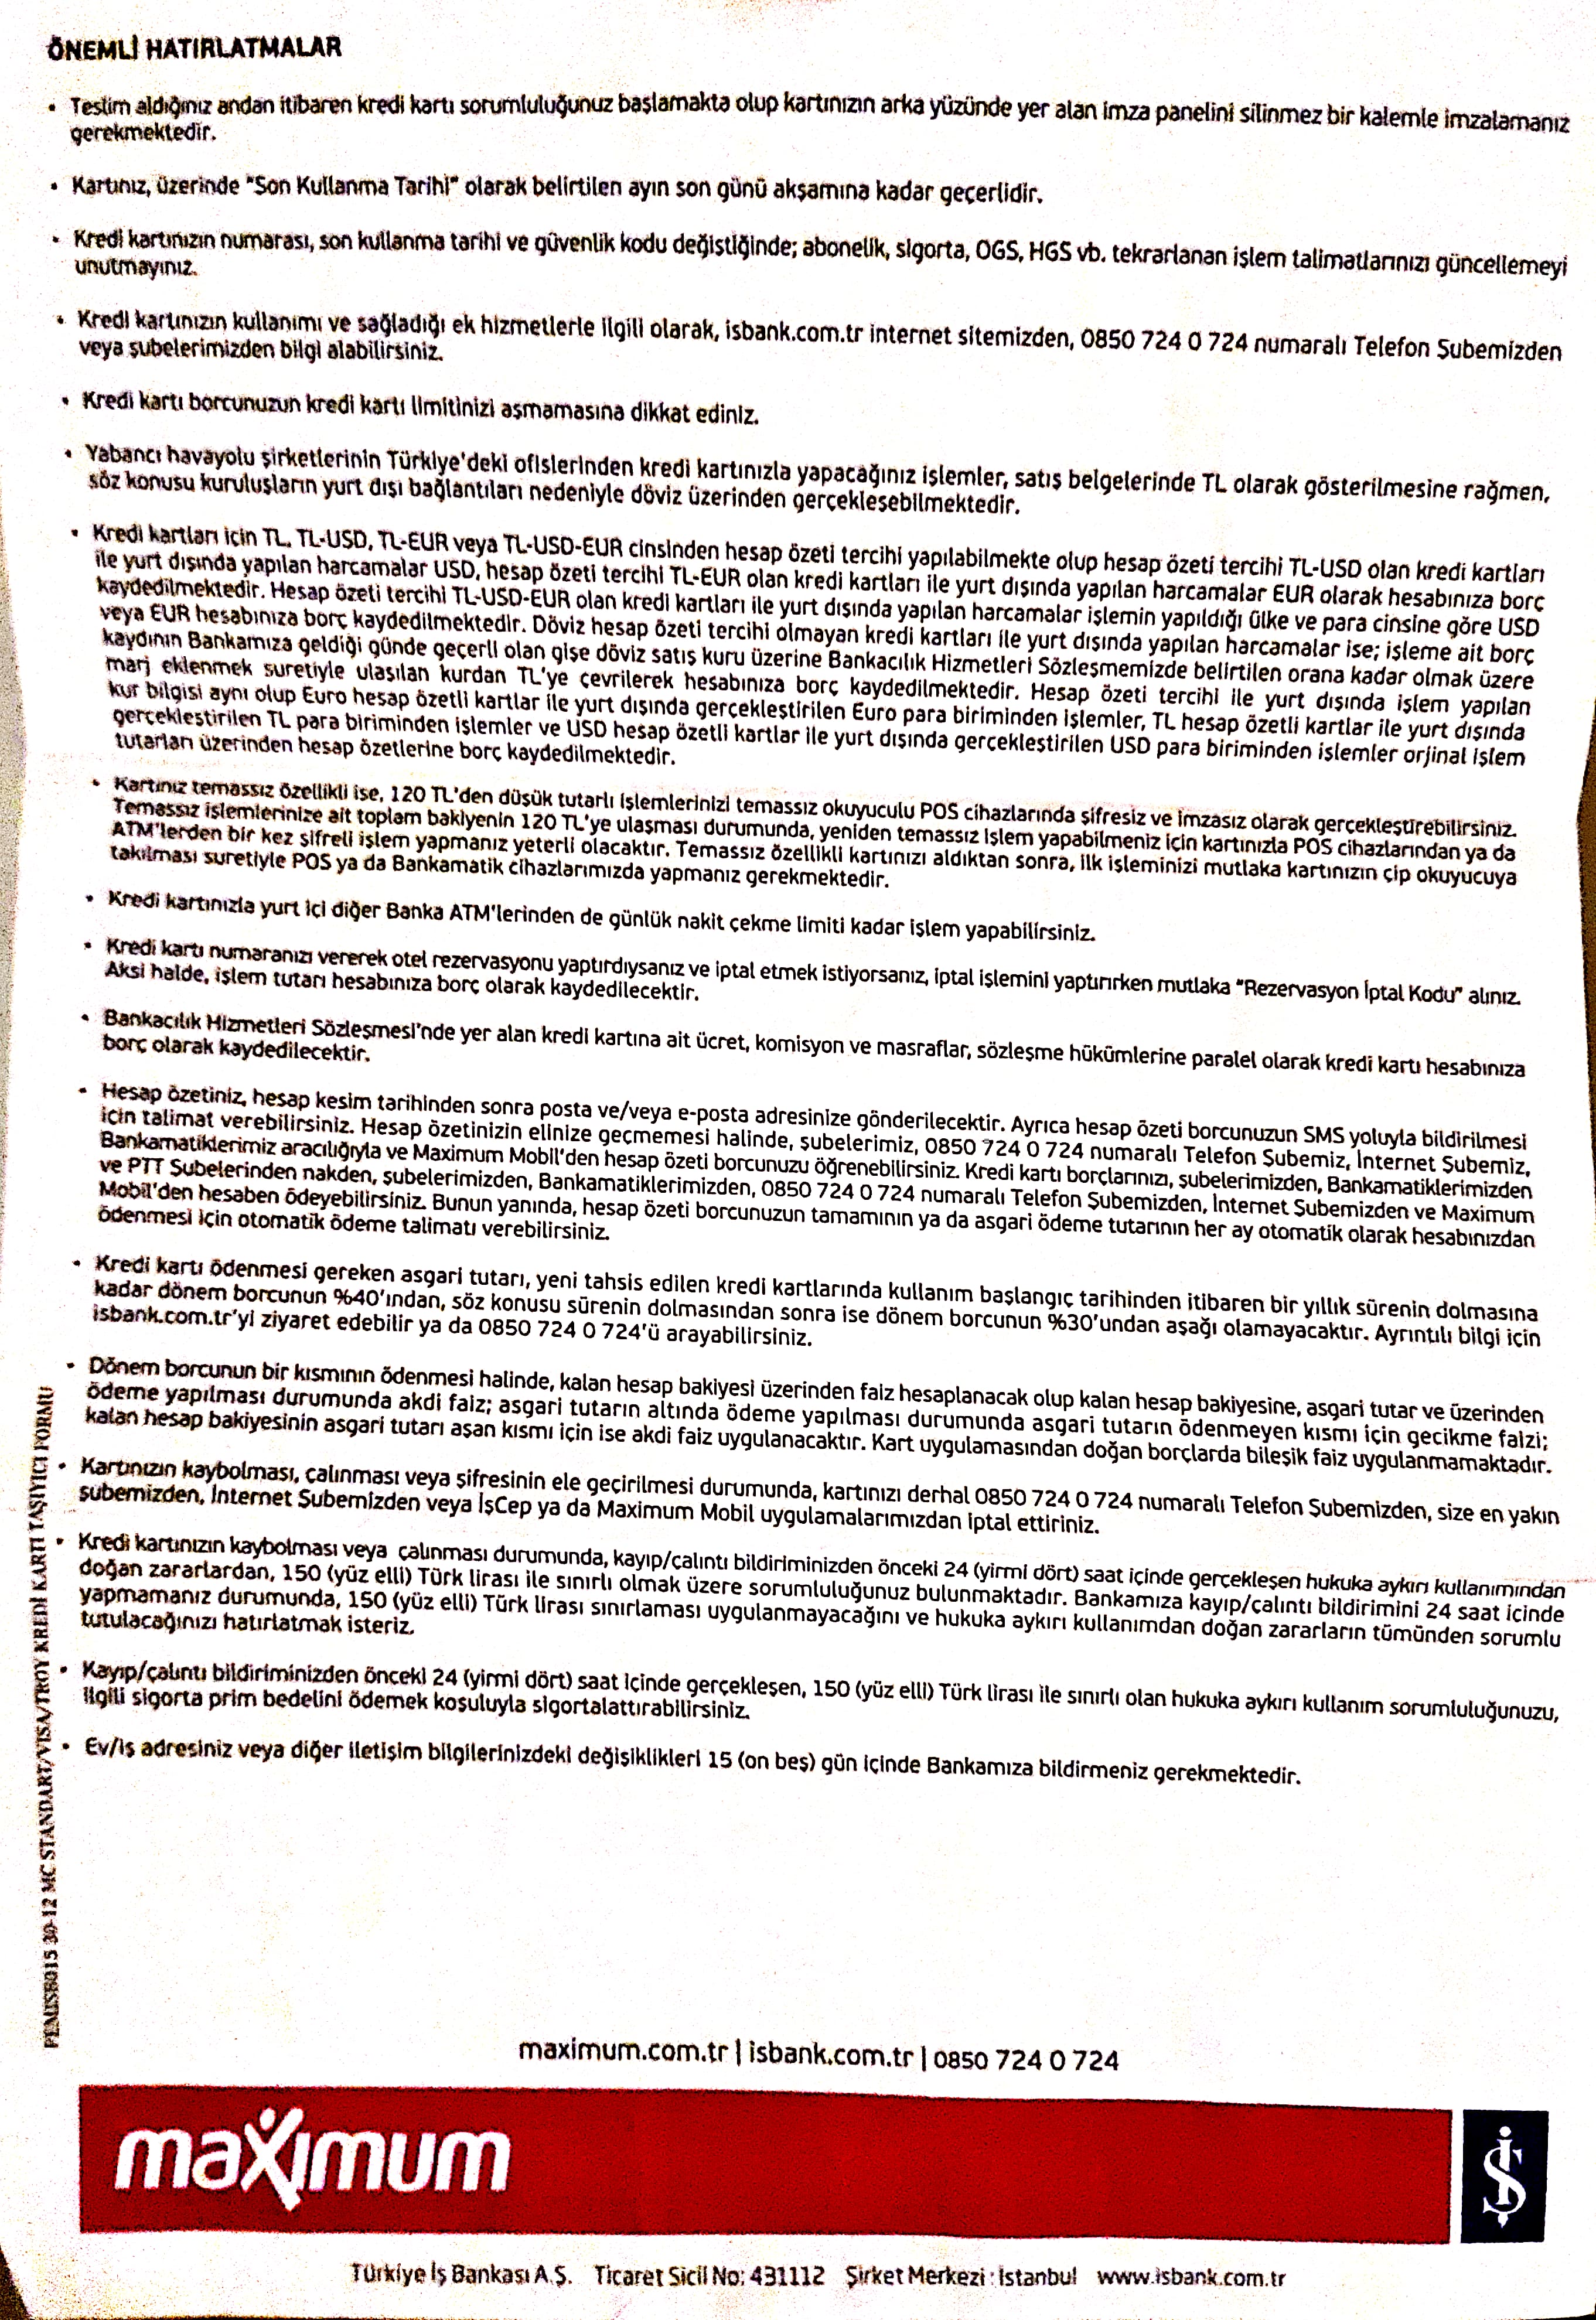 ÖNEMLİ HATIRLATMALAR
• Teslim aldığınız andan itibaren kredi kartı sorumluluğunuz başlamakta olup kartınızın arka yüzünde yer alan imza panelini silinmez bir kalemle imzalamanız
gerekmektedir.
• Kartınız, üzerinde "Son Kullanma Tarihi" olarak belirtilen ayın son günü akşamına kadar geçerlidir.
• Kredi kartınızın numarası, son kullanma tarihi ve güvenlik kodu değiştiğinde; abonelik, sigorta, OGS, HGS vb. tekrarlanan işlem talimatlarınızı güncellemeyi
unutmayınız.
• Kredi kartınızın kullanımı ve sağladığı ek hizmetlerle ilgili olarak, isbank.com.tr internet sitemizden, 0850 724 0 724 numaralı Telefon Şubemizden
veya şubelerimizden bilgi alabilirsiniz.
• Kredi kartı borcunuzun kredi kartı limitinizi aşmamasına dikkat ediniz.
• Yabancı havayolu şirketlerinin Türkiye'deki ofislerinden kredi kartınızla yapacağınız işlemler, satış belgelerinde TL olarak gösterilmesine rağmen,
söz konusu kuruluşların yurt dışı bağlantıları nedeniyle döviz üzerinden gerçekleşebilmektedir.
• Kredi kartları için TL, TL-USD, TL-EUR veya TL-USD-EUR cinsinden hesap özeti tercihi yapılabilmekte olup hesap özeti tercihi TL-USD olan kredi kartları
ile yurt dışında yapılan harcamalar USD, hesap özeti tercihi TL-EUR olan kredi kartları ile yurt dışında yapılan harcamalar EUR olarak hesabınıza borç
kaydedilmektedir. Hesap özeti tercihi TL-USD-EUR olan kredi kartları ile yurt dışında yapılan harcamalar işlemin yapıldığı ülke ve para cinsine göre USD
veya EUR hesabınıza borç kaydedilmektedir. Döviz hesap özeti tercihi olmayan kredi kartları ile yurt dışında yapılan harcamalar ise; işleme ait borç
kaydının Bankamıza geldiği günde geçerli olan gişe döviz satış kuru üzerine Bankacılık Hizmetleri Sözleşmemizde belirtilen orana kadar olmak üzere
marj eklenmek suretiyle ulaşılan kurdan TL'ye çevrilerek hesabınıza borç kaydedilmektedir. Hesap özeti tercihi ile yurt dışında işlem yapılan
kur bilgisi aynı olup Euro hesap özetli kartlar ile yurt dışında gerçekleştirilen Euro para biriminden işlemler, TL hesap özetli kartlar ile yurt dışında
gerçekleştirilen TL para biriminden işlemler ve USD hesap özetli kartlar ile yurt dışında gerçekleştirilen USD para biriminden işlemler orjinal işlem
tutarları üzerinden hesap özetlerine borç kaydedilmektedir.
• Kartınız temassız özellikli ise, 120 TL'den düşük tutarlı işlemlerinizi temassız okuyuculu POS cihazlarında şifresiz ve imzasız olarak gerçekleştirebilirsiniz.
Temassız işlemlerinize ait toplam bakiyenin 120 TL'ye ulaşması durumunda, yeniden temassız işlem yapabilmeniz için kartınızla POS cihazlarından ya da
ATM'lerden bir kez şifreli işlem yapmanız yeterli olacaktır. Temassız özellikli kartınızı aldıktan sonra, ilk işleminizi mutlaka kartınızın çip okuyucuya
takılması suretiyle POS ya da Bankamatik cihazlarımızda yapmanız gerekmektedir.
• Kredi kartınızla yurt içi diğer Banka ATM'lerinden de günlük nakit çekme limiti kadar işlem yapabilirsiniz.
• Kredi kartı numaranızı vererek otel rezervasyonu yaptırdıysanız ve iptal etmek istiyorsanız, iptal işlemini yaptırırken mutlaka "Rezervasyon İptal Kodu" alınız.
Aksi halde, işlem tutarı hesabınıza borç olarak kaydedilecektir.
• Bankacılık Hizmetleri Sözleşmesi'nde yer alan kredi kartına ait ücret, komisyon ve masraflar, sözleşme hükümlerine paralel olarak kredi kartı hesabınıza
borç olarak kaydedilecektir.
• Hesap özetiniz, hesap kesim tarihinden sonra posta ve/veya e-posta adresinize gönderilecektir. Ayrıca hesap özeti borcunuzun SMS yoluyla bildirilmesi
için talimat verebilirsiniz. Hesap özetinizin elinize geçmemesi halinde, şubelerimiz, 0850 724 0 724 numaralı Telefon Şubemiz, İnternet Şubemiz,
Bankamatiklerimiz aracılığıyla ve Maximum Mobil'den hesap özeti borcunuzu öğrenebilirsiniz. Kredi kartı borçlarınızı, şubelerimizden, Bankamatiklerimizden
ve PTT Şubelerinden nakden, şubelerimizden, Bankamatiklerimizden, 0850 724 0 724 numaralı Telefon Şubemizden, İnternet Şubemizden ve Maximum
Mobil'den hesaben ödeyebilirsiniz. Bunun yanında, hesap özeti borcunuzun tamamının ya da asgari ödeme tutarının her ay otomatik olarak hesabınızdan
ödenmesi için otomatik ödeme talimatı verebilirsiniz.
• Kredi kartı ödenmesi gereken asgari tutarı, yeni tahsis edilen kredi kartlarında kullanım başlangıç tarihinden itibaren bir yıllık sürenin dolmasına
kadar dönem borcunun %40'ından, söz konusu sürenin dolmasından sonra ise dönem borcunun %30'undan aşağı olamayacaktır. Ayrıntılı bilgi için
isbank.com.tr'yi ziyaret edebilir ya da 0850 724 0 724'ü arayabilirsiniz.
• Dönem borcunun bir kısmının ödenmesi halinde, kalan hesap bakiyesi üzerinden faiz hesaplanacak olup kalan hesap bakiyesine, asgari tutar ve üzerinden
ödeme yapılması durumunda akdi faiz; asgari tutarın altında ödeme yapılması durumunda asgari tutarın ödenmeyen kısmı için gecikme faizi;
kalan hesap bakiyesinin asgari tutarı aşan kısmı için ise akdi faiz uygulanacaktır. Kart uygulamasından doğan borçlarda bileşik faiz uygulanmamaktadır.
• Kartınızın kaybolması, çalınması veya şifresinin ele geçirilmesi durumunda, kartınızı derhal 0850 724 0 724 numaralı Telefon Şubemizden, size en yakın
şubemizden, İnternet Şubemizden veya İşCep ya da Maximum Mobil uygulamalarımızdan iptal ettiriniz.
• Kredi kartınızın kaybolması veya çalınması durumunda, kayıp/çalıntı bildiriminizden önceki 24 (yirmi dört) saat içinde gerçekleşen hukuka aykırı kullanımından
doğan zararlardan, 150 (yüz elli) Türk lirası ile sınırlı olmak üzere sorumluluğunuz bulunmaktadır. Bankamıza kayıp/çalıntı bildirimini 24 saat içinde
yapmamanız durumunda, 150 (yüz elli) Türk lirası sınırlaması uygulanmayacağını ve hukuka aykırı kullanımdan doğan zararların tümünden sorumlu
tutulacağınızı hatırlatmak isteriz.
• Kayıp/çalıntı bildiriminizden önceki 24 (yirmi dört) saat içinde gerçekleşen, 150 (yüz elli) Türk lirası ile sınırlı olan hukuka aykırı kullanım sorumluluğunuzu,
ilgili sigorta prim bedelini ödemek koşuluyla sigortalattırabilirsiniz.
• Ev/iş adresiniz veya diğer iletişim bilgilerinizdeki değişiklikleri 15 (on beş) gün içinde Bankamıza bildirmeniz gerekmektedir.
30-12 MC STANDART/VISA/TROY KREDİ KARTI TAŞIYICI FORMU
maximum.com.tr | isbank.com.tr | 0850 724 0 724
maximum
İŞ
Türkiye İş Bankası A.Ş. Ticaret Sicil No: 431112 Şirket Merkezi : İstanbul www.isbank.com.tr